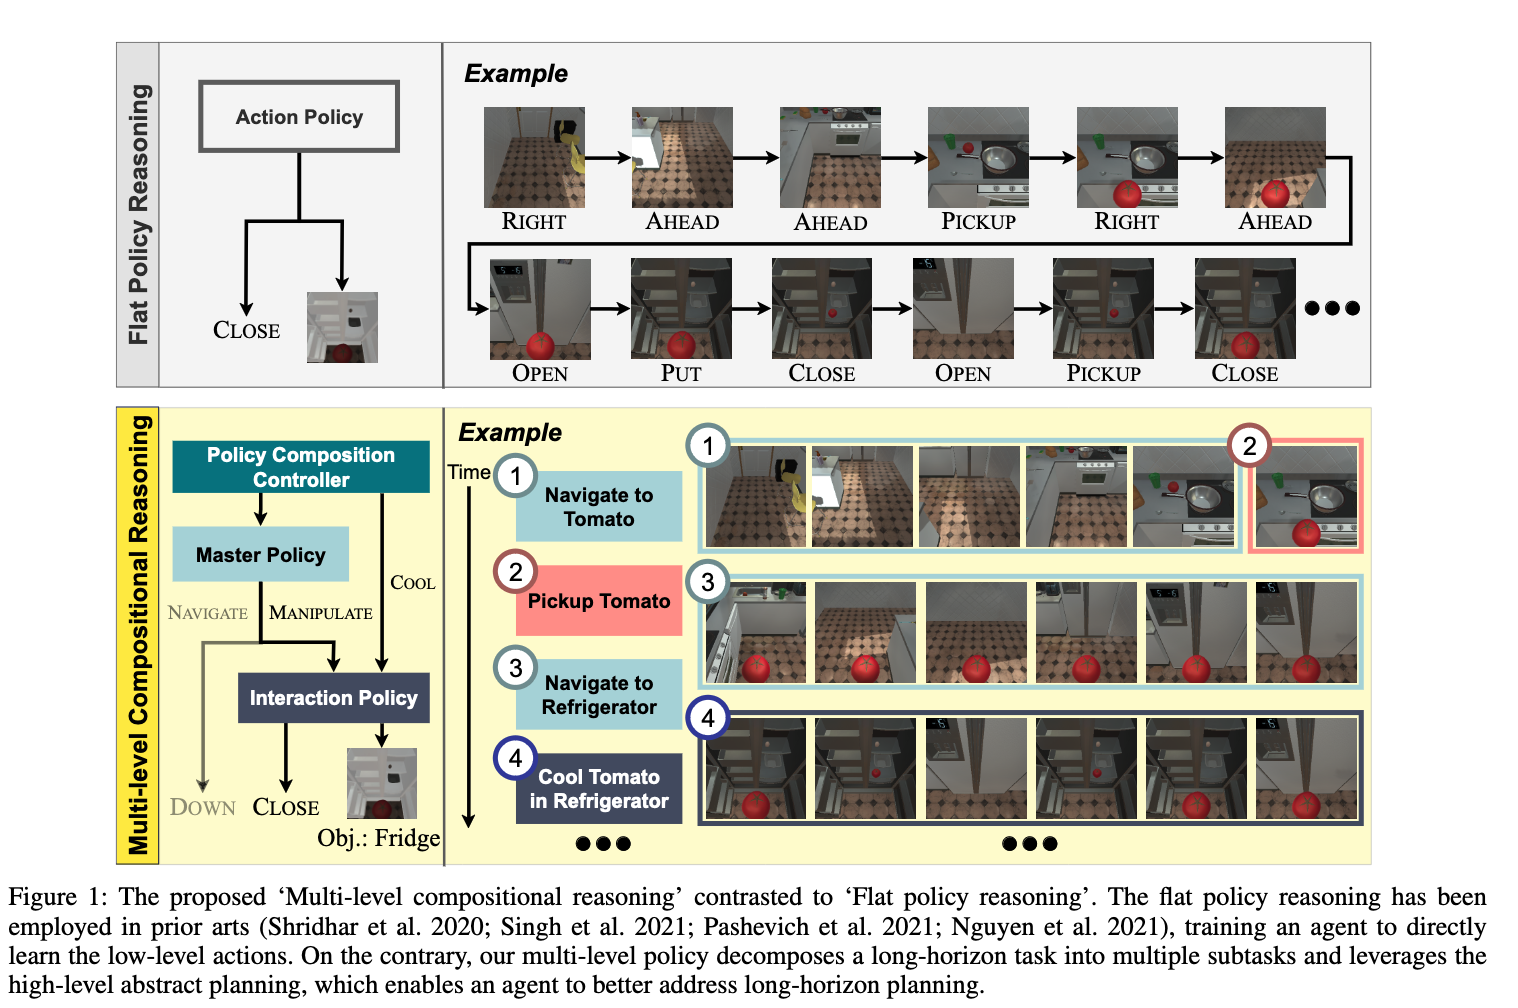 Flat Policy Reasoning
Action Policy
CLOSE
Example
RIGHT
AHEAD
AHEAD
PICKUP
RIGHT
AHEAD
OPEN
PUT
CLOSE
OPEN
PICKUP
CLOSE
Multi-level Compositional Reasoning
Policy Composition
Controller
Master Policy
COOL
NAVIGATE
MANIPULATE
Interaction Policy
DOWN
CLOSE
Obj.: Fridge
Example
Time
1
Navigate to
Tomato
2
Pickup Tomato
3
Navigate to
Refrigerator
4
Cool Tomato
in Refrigerator
1
2
3
4
Figure 1: The proposed ‘Multi-level compositional reasoning’ contrasted to ‘Flat policy reasoning’. The flat policy reasoning has been
employed in prior arts (Shridhar et al. 2020; Singh et al. 2021; Pashevich et al. 2021; Nguyen et al. 2021), training an agent to directly
learn the low-level actions. On the contrary, our multi-level policy decomposes a long-horizon task into multiple subtasks and leverages the
high-level abstract planning, which enables an agent to better address long-horizon planning.